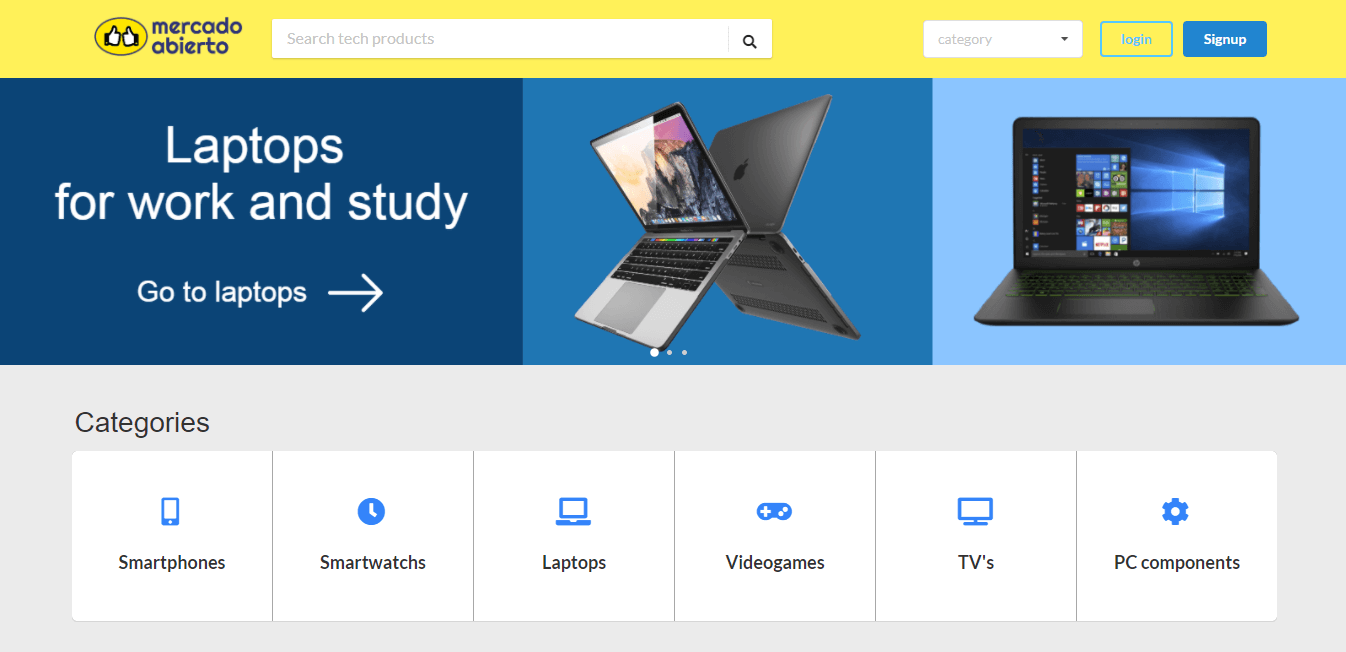 mercado
abierto
Search tech products
category
login
Signup
Laptops
for work and study
Go to laptops
Categories
Smartphones
Smartwatchs
Laptops
Videogames
TV's
PC components